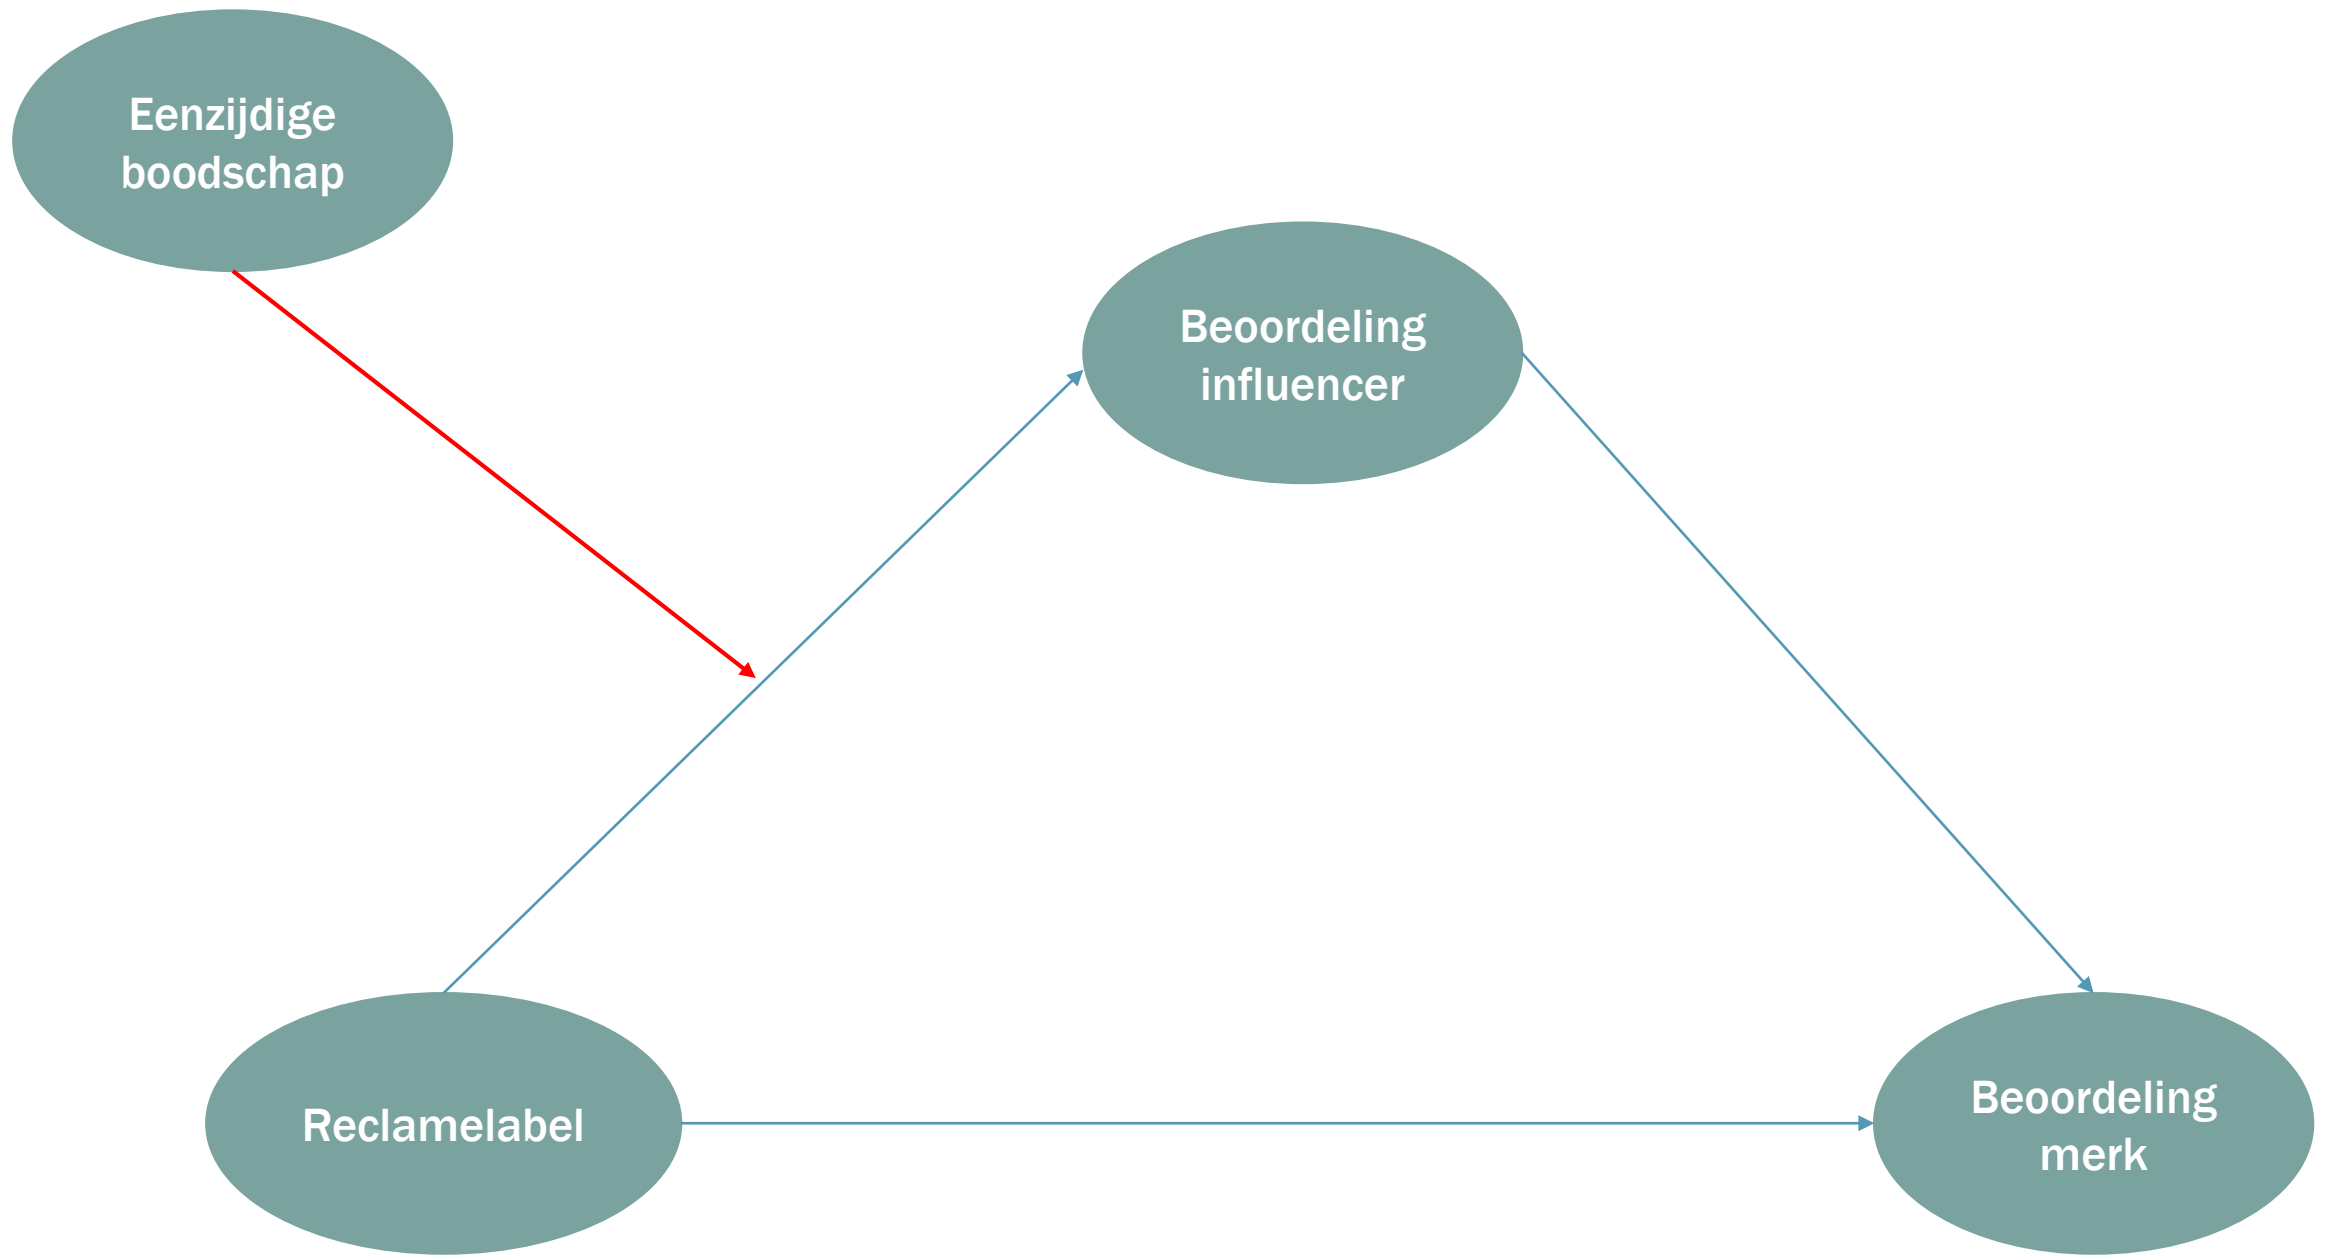 Eenzijdige
boodschap
Beoordeling
influencer
Reclamelabel
Beoordeling
merk